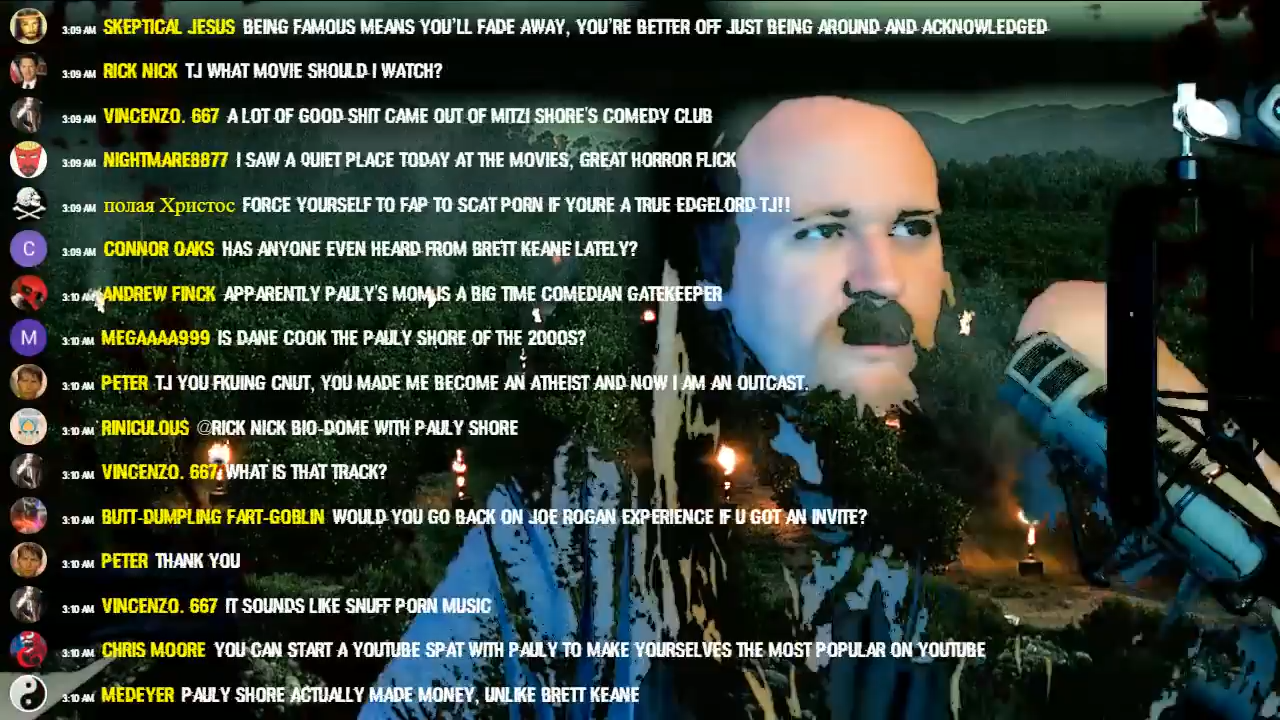 3:09 AM SKEPTICAL JESUS BEING FAMOUS MEANS YOU'LL FADE AWAY, YOU'RE BETTER OFF JUST BEING AROUND AND ACKNOWLEDGED
3:09 AM RICK NICK TJ WHAT MOVIE SHOULD I WATCH?
3:09 AM VINCENZO. 667 A LOT OF GOOD SHIT CAME OUT OF MITZI SHORE'S COMEDY CLUB
3:09 AM NIGHTMARE8877 I SAW A QUIET PLACE TODAY AT THE MOVIES, GREAT HORROR FLICK
3:09 AM полая Христос FORCE YOURSELF TO FAP TO SCAT PORN IF YOURE A TRUE EDGELORD TJ!!
C 3:09 AM CONNOR OAKS HAS ANYONE EVEN HEARD FROM BRETT KEANE LATELY?
3:10 AM ANDREW FINCK APPARENTLY PAULY'S MOM IS A BIG TIME COMEDIAN GATEKEEPER
M 3:10 AM MEGAAAA999 IS DANE COOK THE PAULY SHORE OF THE 2000S?
3:10 AM PETER TJ YOU FKUING CNUT, YOU MADE ME BECOME AN ATHEIST AND NOW I AM AN OUTCAST.
3:10 AM RINICULOUS @RICK NICK BIO-DOME WITH PAULY SHORE
3:10 AM VINCENZO. 667 WHAT IS THAT TRACK?
3:10 AM BUTT-DUMPLING FART-GOBLIN WOULD YOU GO BACK ON JOE ROGAN EXPERIENCE IF U GOT AN INVITE?
3:10 AM PETER THANK YOU
3:10 AM VINCENZO. 667 IT SOUNDS LIKE SNUFF PORN MUSIC
3:10 AM CHRIS MOORE YOU CAN START A YOUTUBE SPAT WITH PAULY TO MAKE YOURSELVES THE MOST POPULAR ON YOUTUBE
3:10 AM MEDEYER PAULY SHORE ACTUALLY MADE MONEY, UNLIKE BRETT KEANE